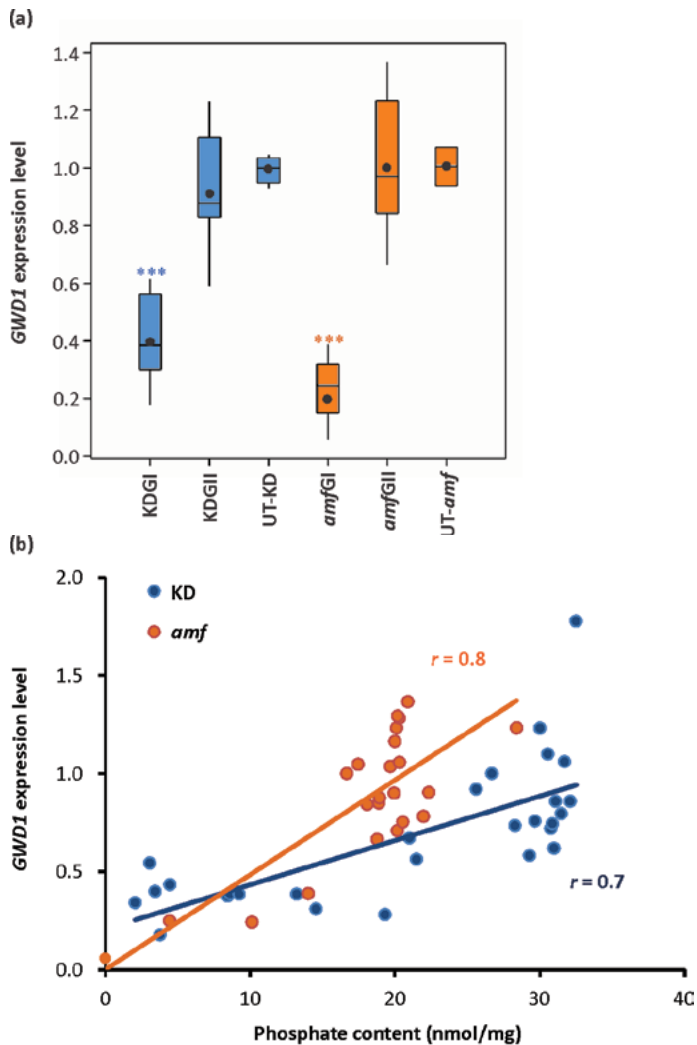 (a)
GWD1 expression level
1.4
1.2
1.0
0.8
0.6
0.4
0.2
0.0
***
***
KDGI
KDGII
UT-KD
amfGI
amfGII
UT-amf
(b)
GWD1 expression level
2.0
1.5
1.0
0.5
0.0
KD
amf
r = 0.8
r = 0.7
0 10 20 30 40
Phosphate content (nmol/mg)